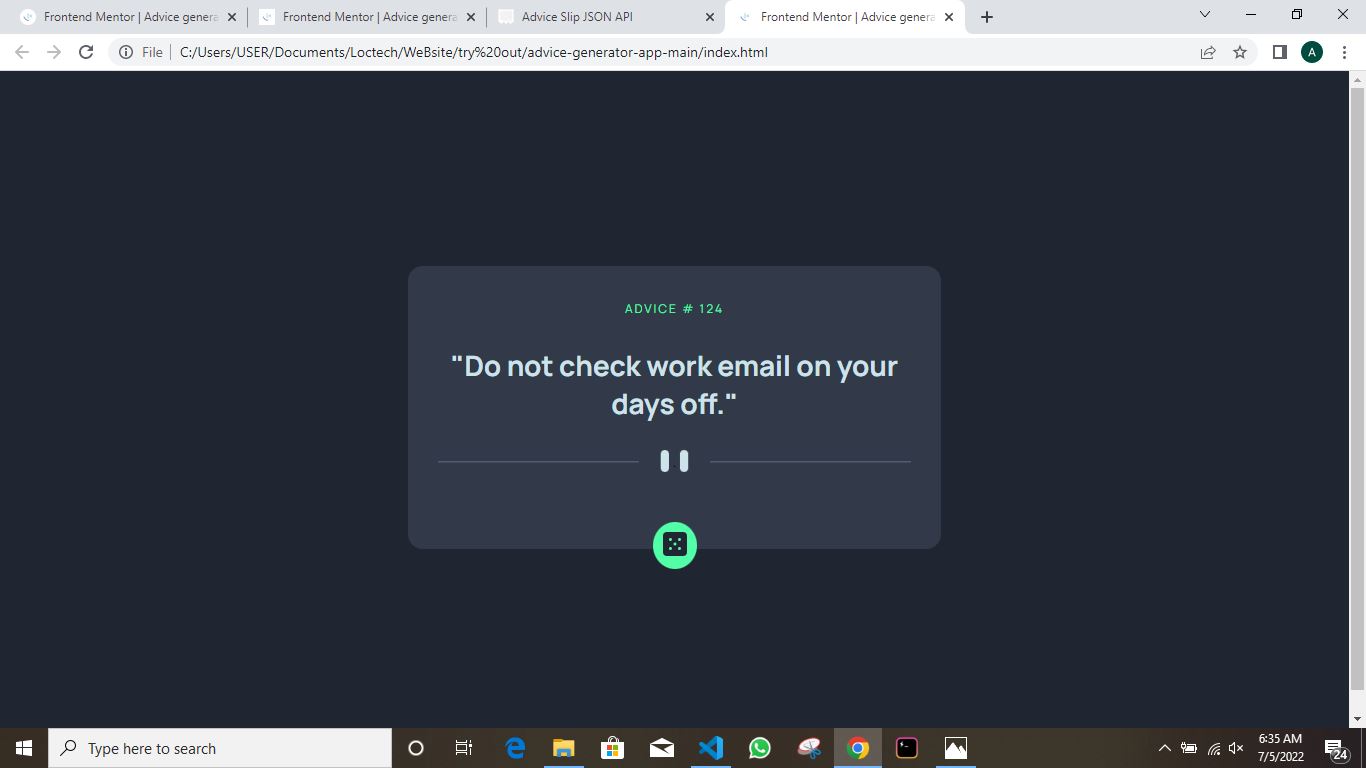 Frontend Mentor | Advice genera
Frontend Mentor | Advice genera
Advice Slip JSON API
Frontend Mentor | Advice genera
File
C:/Users/USER/Documents/Loctech/WeBsite/try%20out/advice-generator-app-main/index.html
A
ADVICE # 124
"Do not check work email on your
days off."
Type here to search
6:35 AM
7/5/2022
24